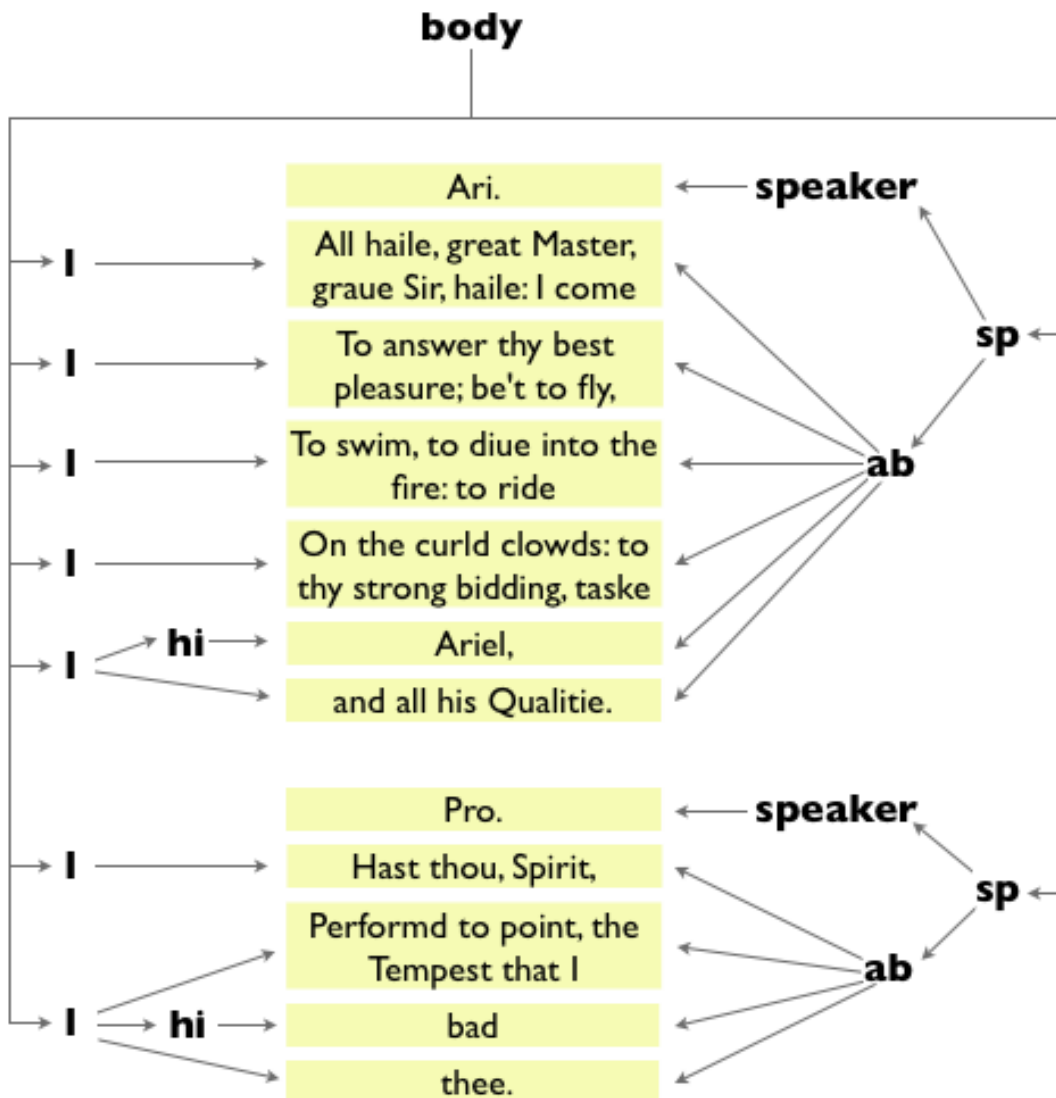 body
Ari.
speaker
l
All haile, great Master,
graue Sir, haile: I come
sp
l
To answer thy best
pleasure; be't to fly,
l
To swim, to diue into the
fire: to ride
ab
l
On the curld clowds: to
thy strong bidding, taske
l
hi
Ariel,
and all his Qualitie.
Pro.
speaker
l
Hast thou, Spirit,
sp
Performd to point, the
Tempest that I
ab
l
hi
bad
thee.